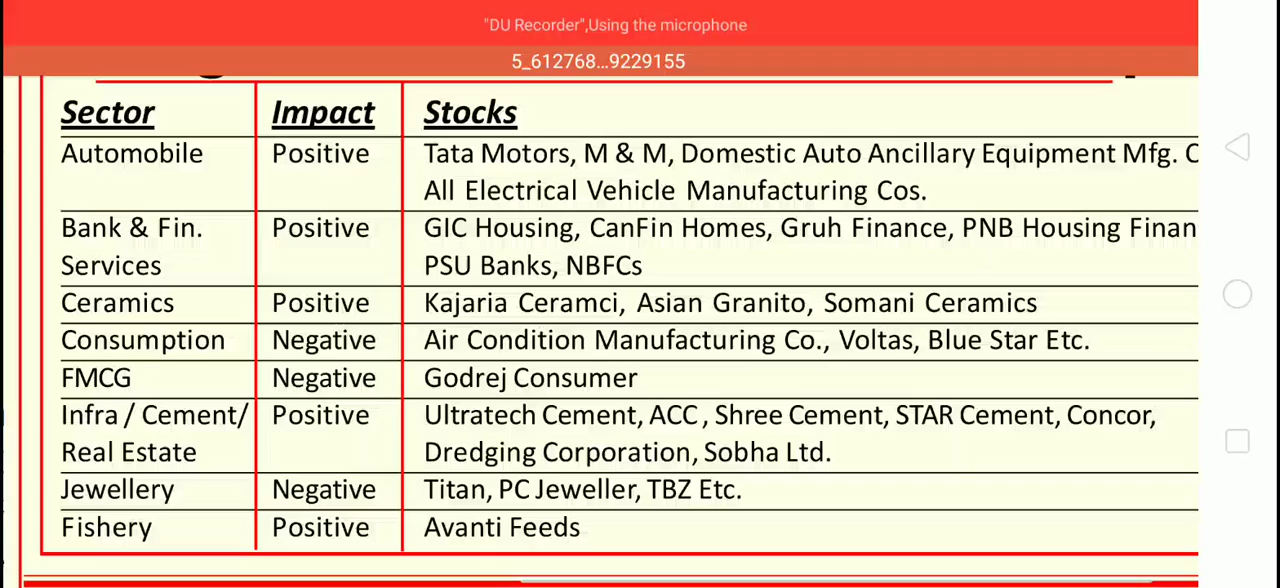 "DU Recorder",Using the microphone
5_612768...9229155
Sector Impact Stocks
Automobile Positive Tata Motors, M & M, Domestic Auto Ancillary Equipment Mfg. C
All Electrical Vehicle Manufacturing Cos.
Bank & Fin. Positive GIC Housing, CanFin Homes, Gruh Finance, PNB Housing Finan
Services PSU Banks, NBFCs
Ceramics Positive Kajaria Ceramci, Asian Granito, Somani Ceramics
Consumption Negative Air Condition Manufacturing Co., Voltas, Blue Star Etc.
FMCG Negative Godrej Consumer
Infra / Cement/ Positive Ultratech Cement, ACC , Shree Cement, STAR Cement, Concor,
Real Estate Dredging Corporation, Sobha Ltd.
Jewellery Negative Titan, PC Jeweller, TBZ Etc.
Fishery Positive Avanti Feeds